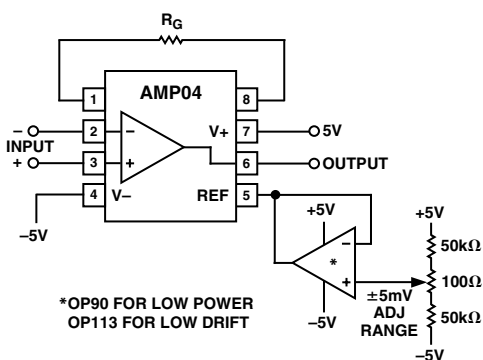 RG
AMP04
1
8
– 2 –
V+ 7 5V
INPUT
+ 3 +
6 OUTPUT
4 V–
REF 5
–5V
+5V
+5V
–
50kΩ
*
+
100Ω
±5mV
ADJ
RANGE
50kΩ
–5V
–5V
*OP90 FOR LOW POWER
OP113 FOR LOW DRIFT